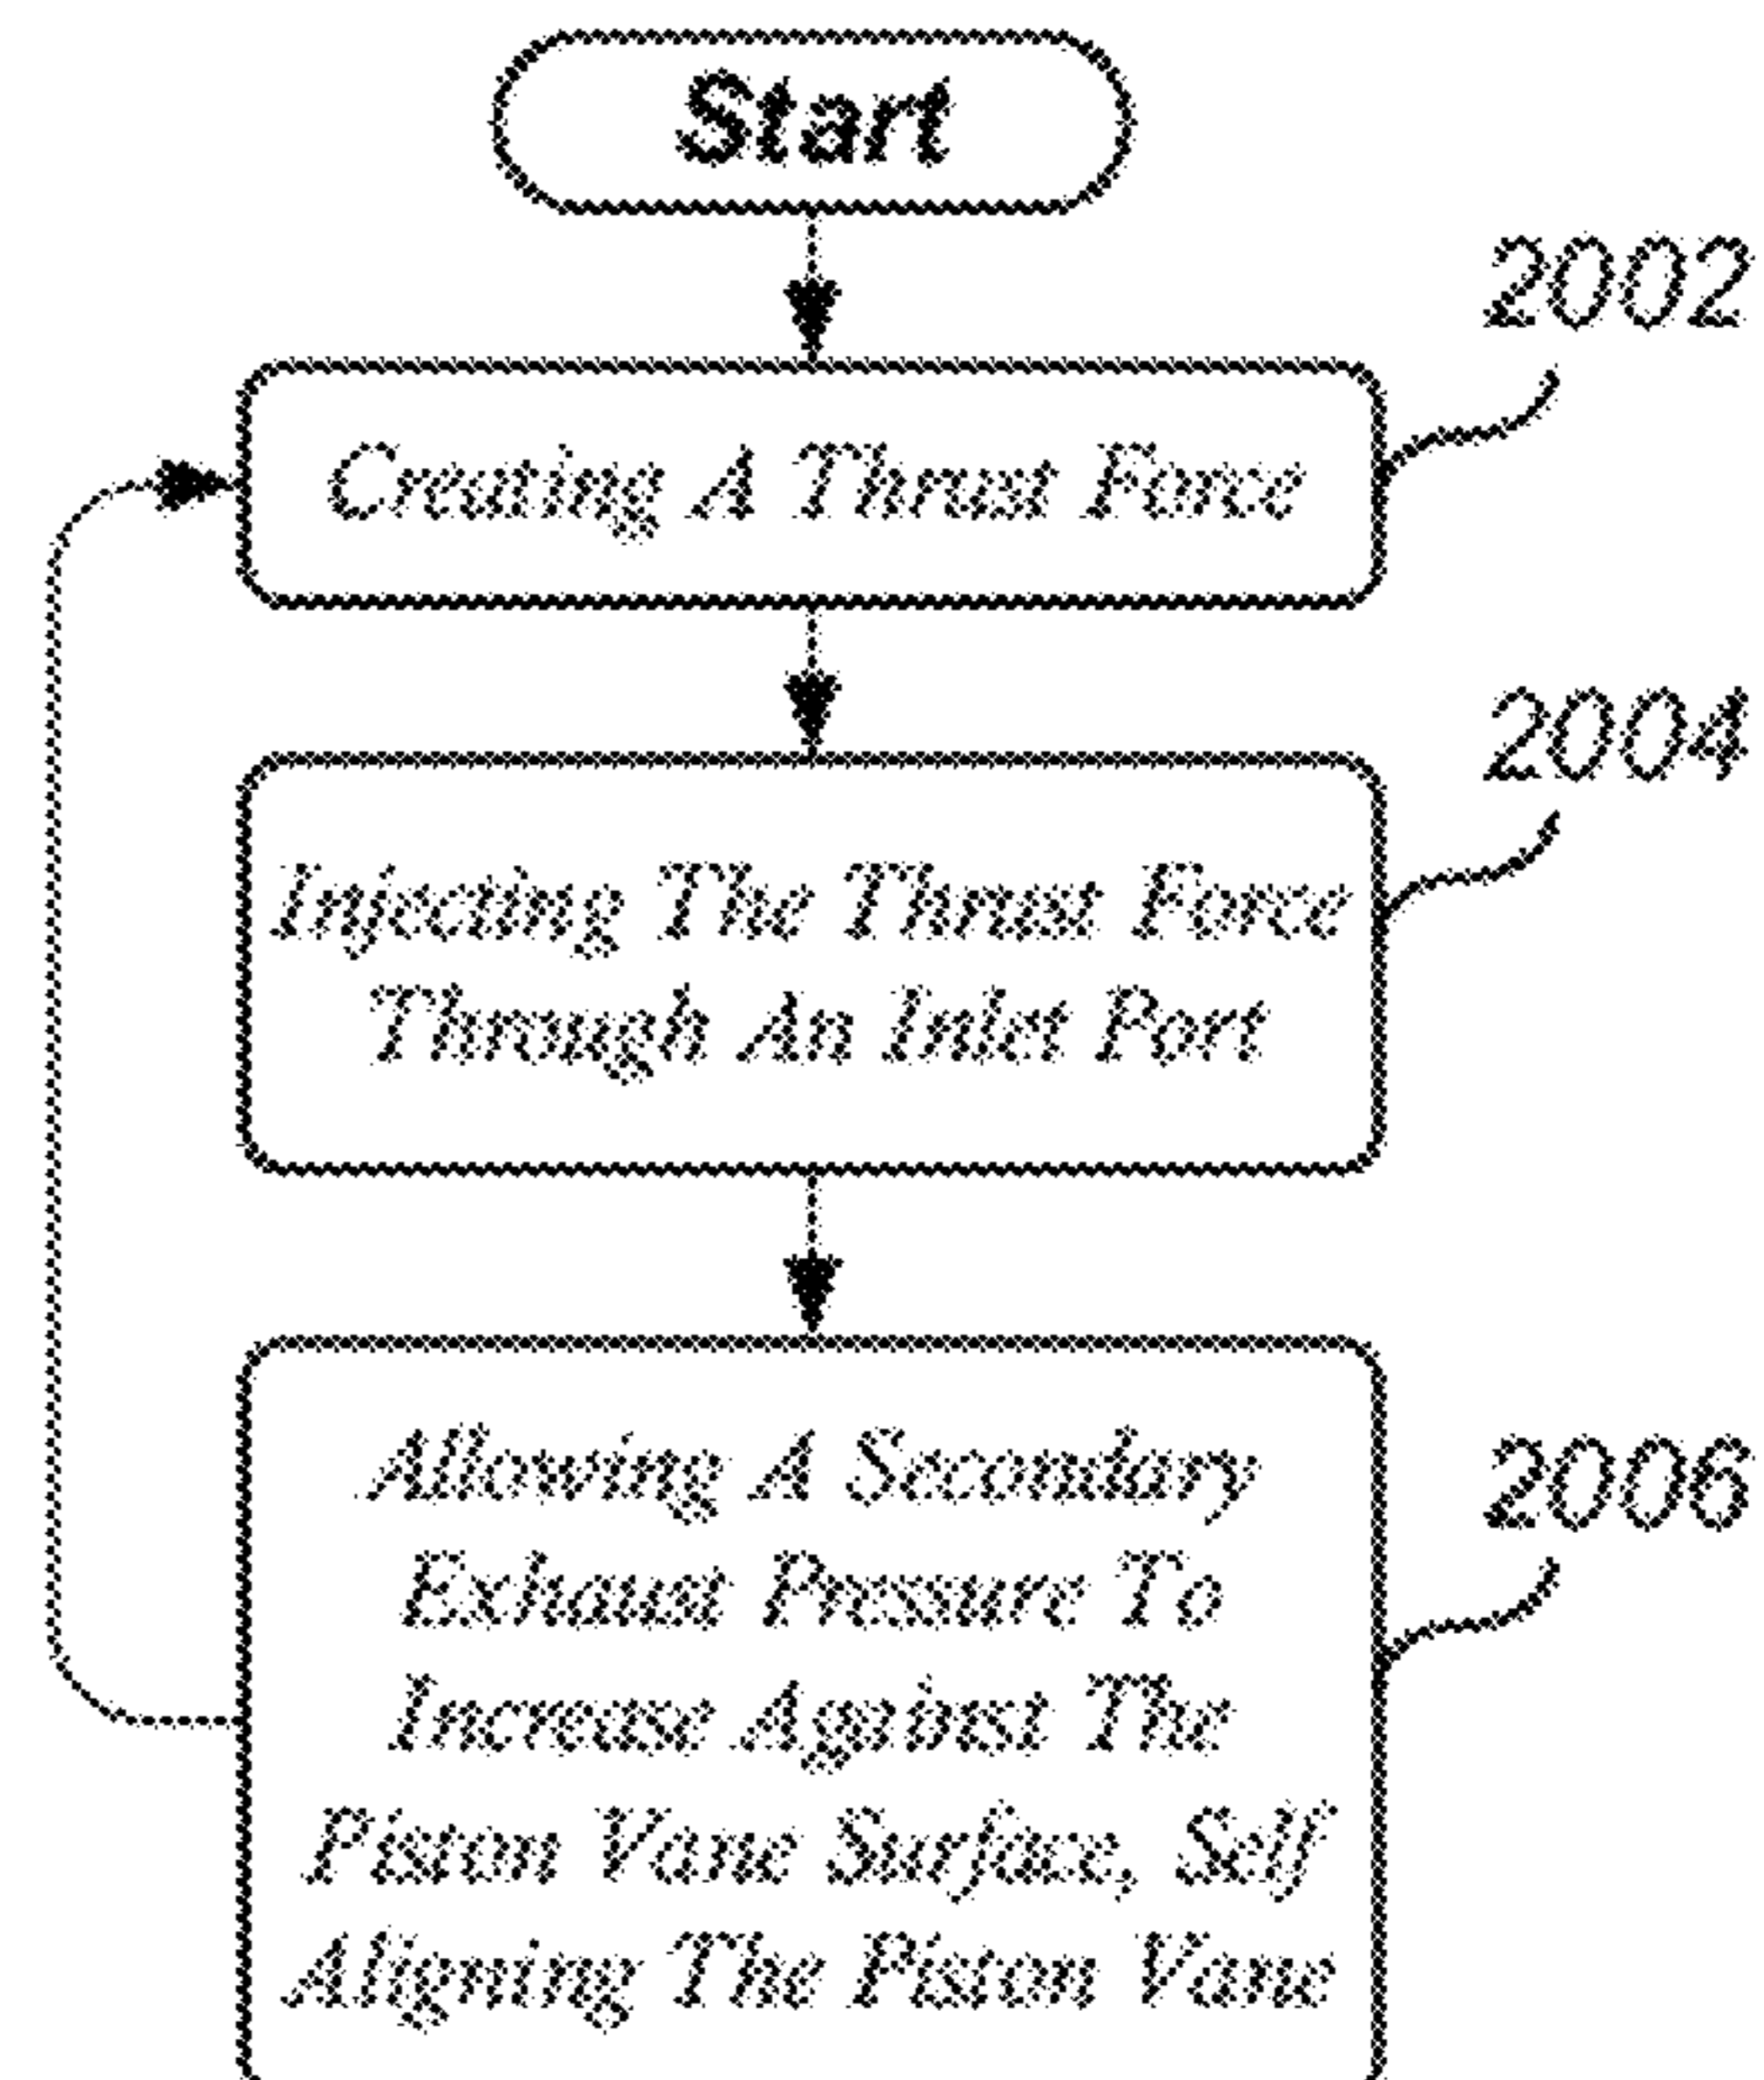 Start
2002
Creating A Thrust Force
2004
Injecting The Thrust Force
Through An Inlet Port
2006
Allowing A Secondary
Exhaust Pressure To
Increase Against The
Piston Vane Surface, Self
Aligning The Piston Vane